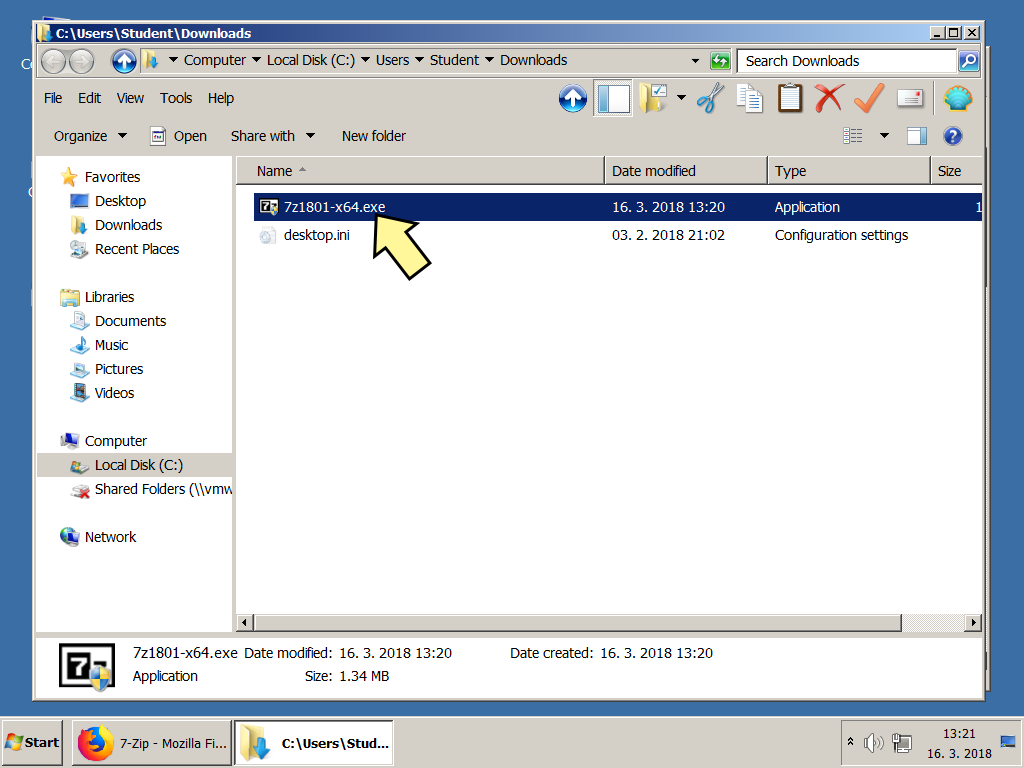 C:\Users\Student\Downloads
Computer Local Disk (C:) Users Student Downloads Search Downloads
File Edit View Tools Help
Organize Open Share with New folder
Name Date modified Type Size
Favorites
Desktop
Downloads
Recent Places
Libraries
Documents
Music
Pictures
Videos
Computer
Local Disk (C:)
Shared Folders (\\vmw
Network
7z1801-x64.exe 16. 3. 2018 13:20 Application 1
desktop.ini 03. 2. 2018 21:02 Configuration settings
7z1801-x64.exe Date modified: 16. 3. 2018 13:20 Date created: 16. 3. 2018 13:20
Application Size: 1.34 MB
Start 7-Zip - Mozilla Fi... C:\Users\Stud... 13:21
16. 3. 2018